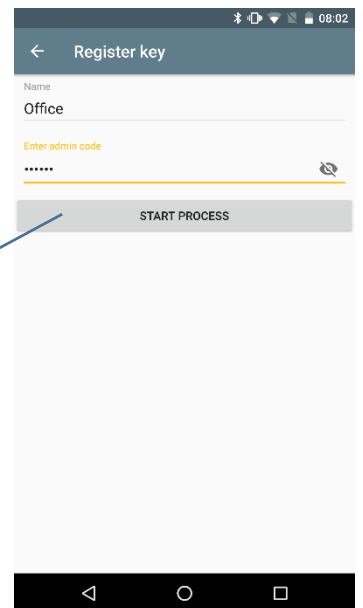 08:02
Register key
Name
Office
Enter admin code
••••••
START PROCESS